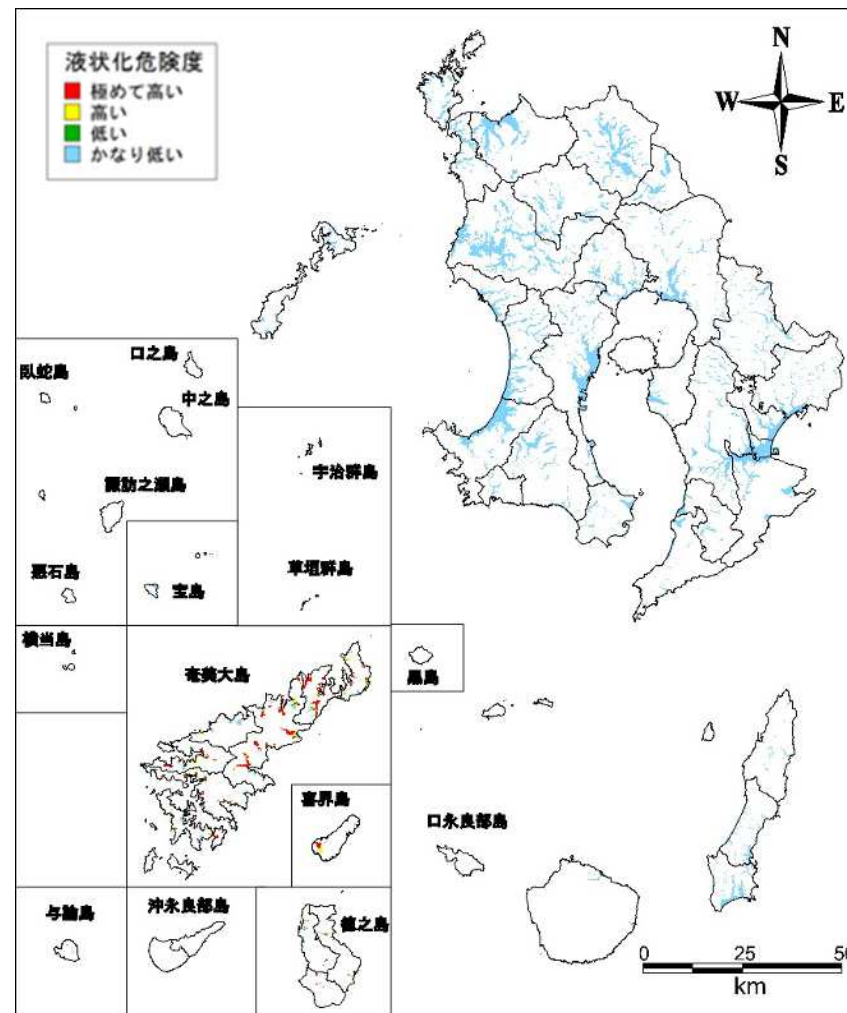 液状化危険度
極めて高い
高い
低い
かなり低い
N
W
E
S
口之島
臥蛇島
中之島
宇治群島
諏訪之瀬島
悪石島
宝島
草垣群島
横当島
奄美大島
黒島
喜界島
口永良部島
与論島
沖永良部島
徳之島
0 25 50
km